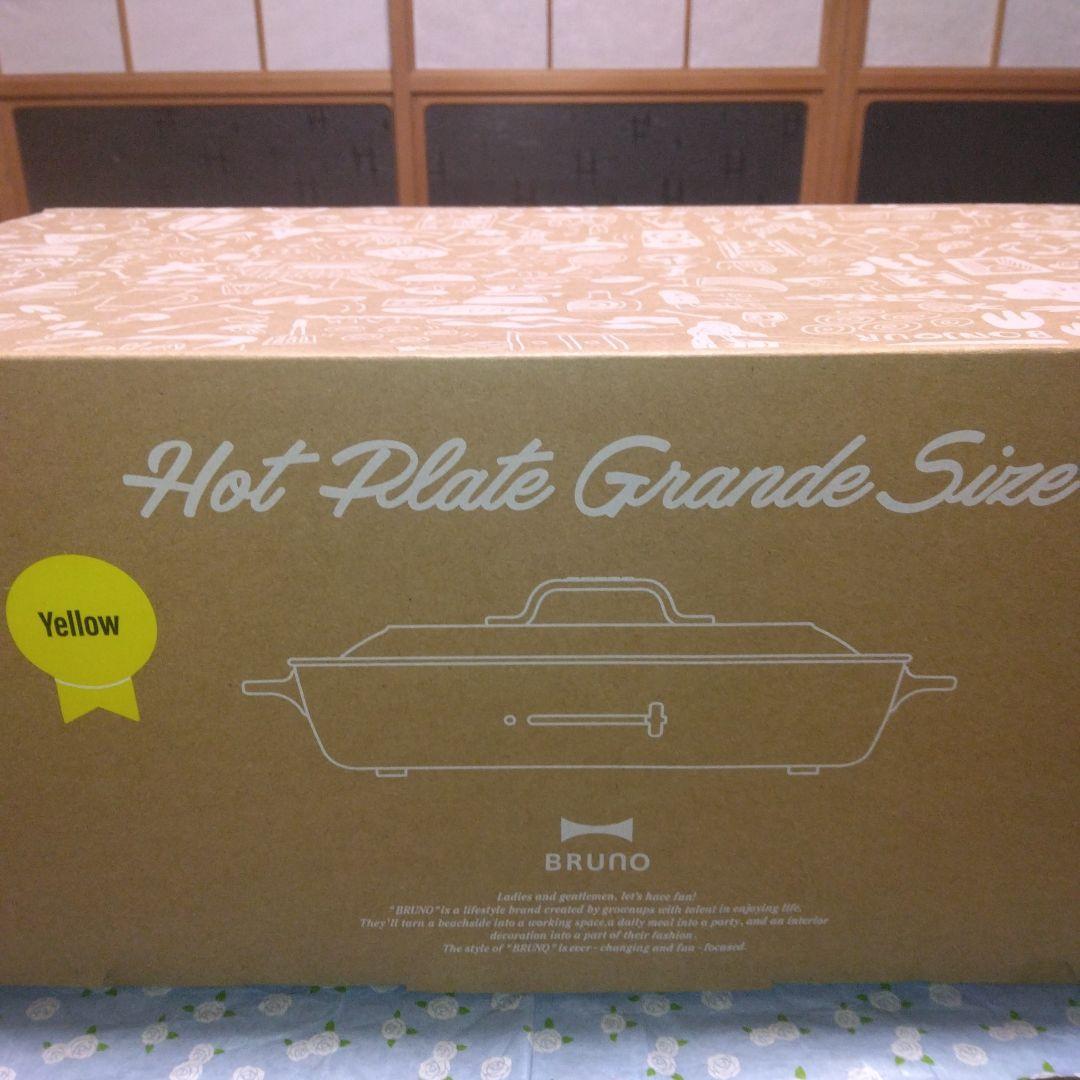 BONJOUR
Hot Plate Grande Size
Yellow
BRUNO
Ladies and gentlemen, let's have fun!
"BRUNO" is a lifestyle brand created by grownups with talent in enjoying life.
They'll turn a beachside into a working space,a daily meal into a party, and an interior
decoration into a part of their fashion.
The style of "BRUNO" is ever - changing and fun - focused.